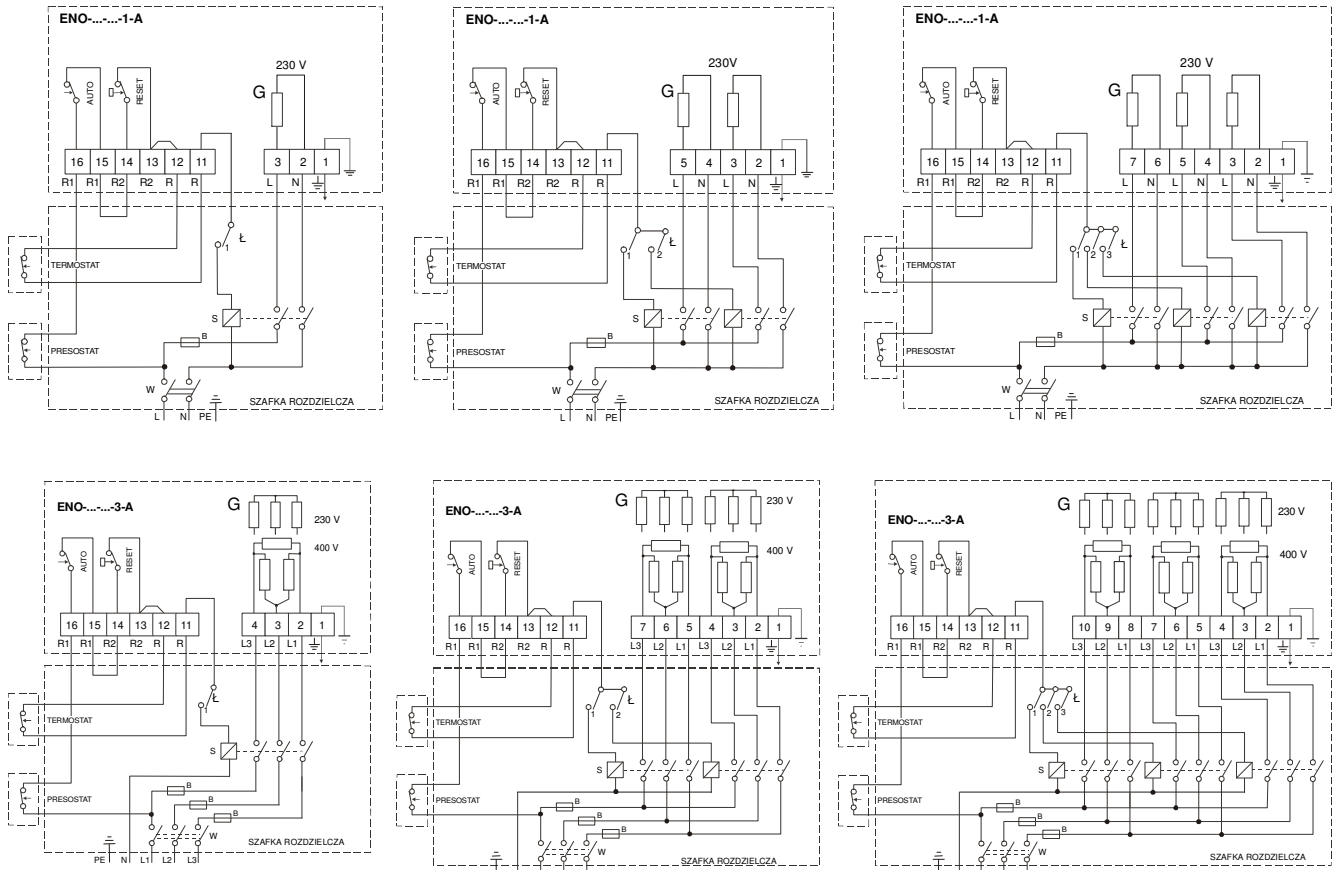 ENO-...-...-1-A
230 V
G
AUTO
RESET
16 15 14 13 12 11 3 2 1
R1 R1 R2 R2 R R L N
1 Ł
TERMOSTAT
S
B
PRESOSTAT
W
SZAFKA ROZDZIELCZA
L N PE
ENO-...-...-1-A
230V
G
AUTO
RESET
16 15 14 13 12 11 5 4 3 2 1
R1 R1 R2 R2 R R L N L N
1 2 Ł
TERMOSTAT
S
B
PRESOSTAT
W
SZAFKA ROZDZIELCZA
L N PE
ENO-...-...-1-A
230 V
G
AUTO
RESET
16 15 14 13 12 11 7 6 5 4 3 2 1
R1 R1 R2 R2 R R L N L N L N
1 2 3 Ł
TERMOSTAT
S
B
PRESOSTAT
W
SZAFKA ROZDZIELCZA
L N PE
ENO-...-...-3-A
G
230 V
400 V
AUTO
RESET
16 15 14 13 12 11 4 3 2 1
R1 R1 R2 R2 R R L3 L2 L1
1 Ł
TERMOSTAT
S
B
B
B
PRESOSTAT
W
SZAFKA ROZDZIELCZA
PE N L1 L2 L3
ENO-...-...-3-A
G
230 V
400 V
AUTO
RESET
16 15 14 13 12 11 7 6 5 4 3 2 1
R1 R1 R2 R2 R R L3 L2 L1 L3 L2 L1
1 2 Ł
TERMOSTAT
S
B
B
B
PRESOSTAT
W
SZAFKA ROZDZIELCZA
ENO-...-...-3-A
G
230 V
400 V
AUTO
RESET
16 15 14 13 12 11 10 9 8 7 6 5 4 3 2 1
R1 R1 R2 R2 R R L3 L2 L1 L3 L2 L1 L3 L2 L1
1 2 3 Ł
TERMOSTAT
S
B
B
B
PRESOSTAT
W
SZAFKA ROZDZIELCZA